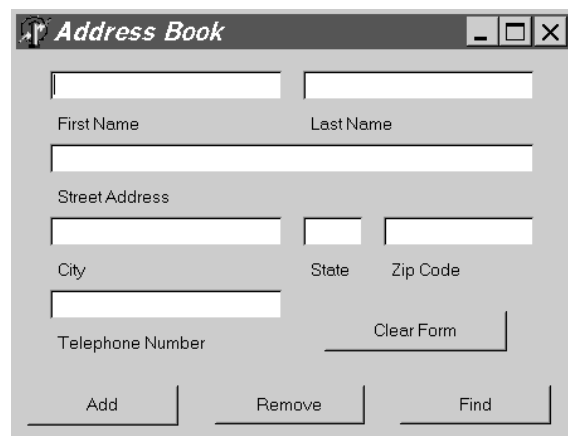 Address Book
First Name Last Name
Street Address
City State Zip Code
Telephone Number
Clear Form
Add Remove Find